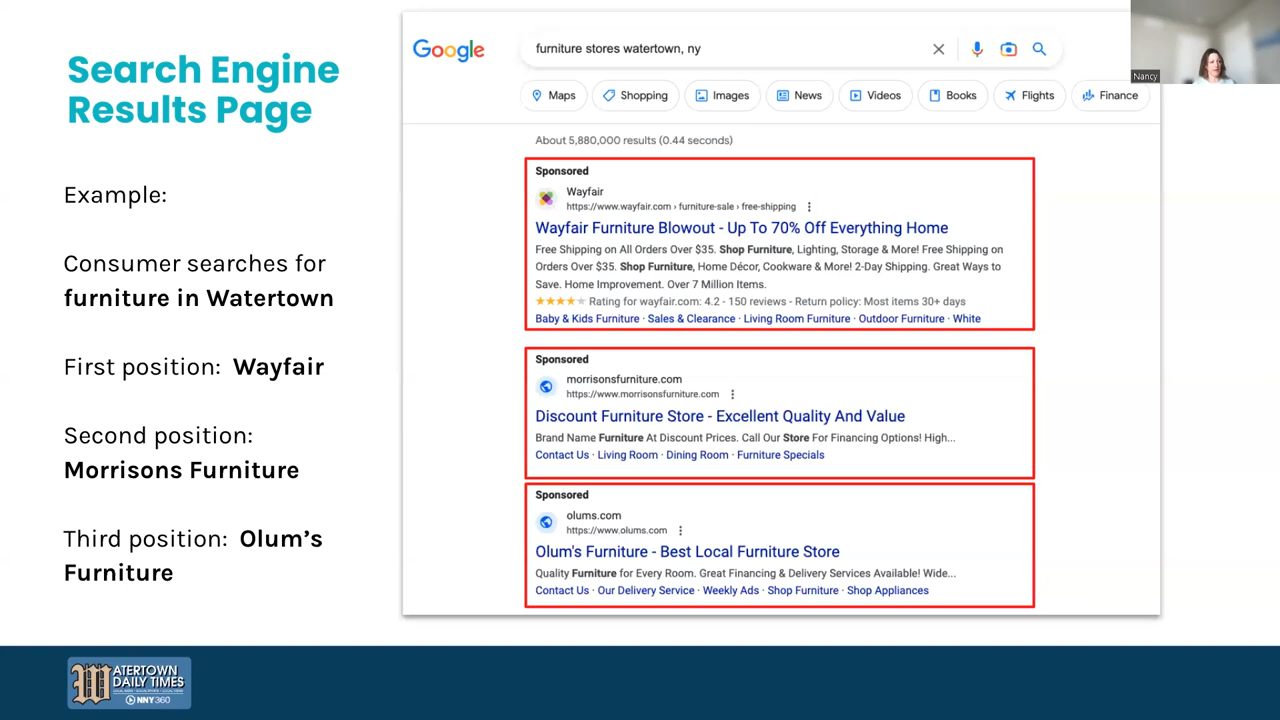 Search Engine
Results Page
Example:
Consumer searches for
furniture in Watertown
First position: Wayfair
Second position:
Morrisons Furniture
Third position: Olum's
Furniture
Google
furniture stores watertown, ny
Maps
Shopping
Images
News
Videos
Books
Flights
Finance
About 5,880,000 results (0.44 seconds)
Sponsored
Wayfair
https://www.wayfair.com › furniture-sale › free-shipping
Wayfair Furniture Blowout - Up To 70% Off Everything Home
Free Shipping on All Orders Over $35. Shop Furniture, Lighting, Storage & More! Free Shipping on
Orders Over $35. Shop Furniture, Home Décor, Cookware & More! 2-Day Shipping. Great Ways to
Save. Home Improvement. Over 7 Million Items.
Rating for wayfair.com: 4.2 - 150 reviews - Return policy: Most items 30+ days
Baby & Kids Furniture · Sales & Clearance · Living Room Furniture · Outdoor Furniture · White
Sponsored
morrisonsfurniture.com
https://www.morrisonsfurniture.com
Discount Furniture Store - Excellent Quality And Value
Brand Name Furniture At Discount Prices. Call Our Store For Financing Options! High...
Contact Us · Living Room · Dining Room · Furniture Specials
Sponsored
olums.com
https://www.olums.com
Olum's Furniture - Best Local Furniture Store
Quality Furniture for Every Room. Great Financing & Delivery Services Available! Wide...
Contact Us · Our Delivery Service · Weekly Ads · Shop Furniture · Shop Appliances
Nancy
WATERTOWN
DAILY TIMES
NNY360